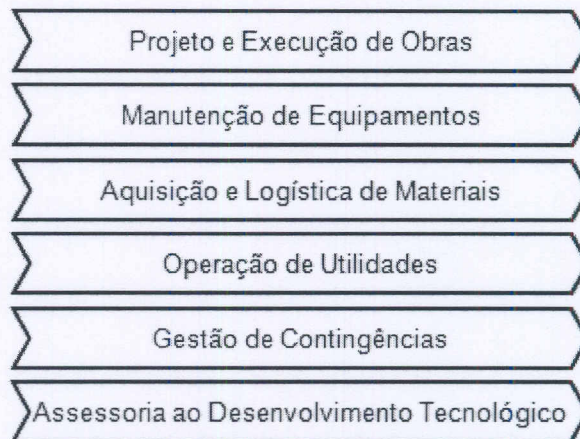 Projeto e Execução de Obras
Manutenção de Equipamentos
Aquisição e Logística de Materiais
Operação de Utilidades
Gestão de Contingências
Assessoria ao Desenvolvimento Tecnológico